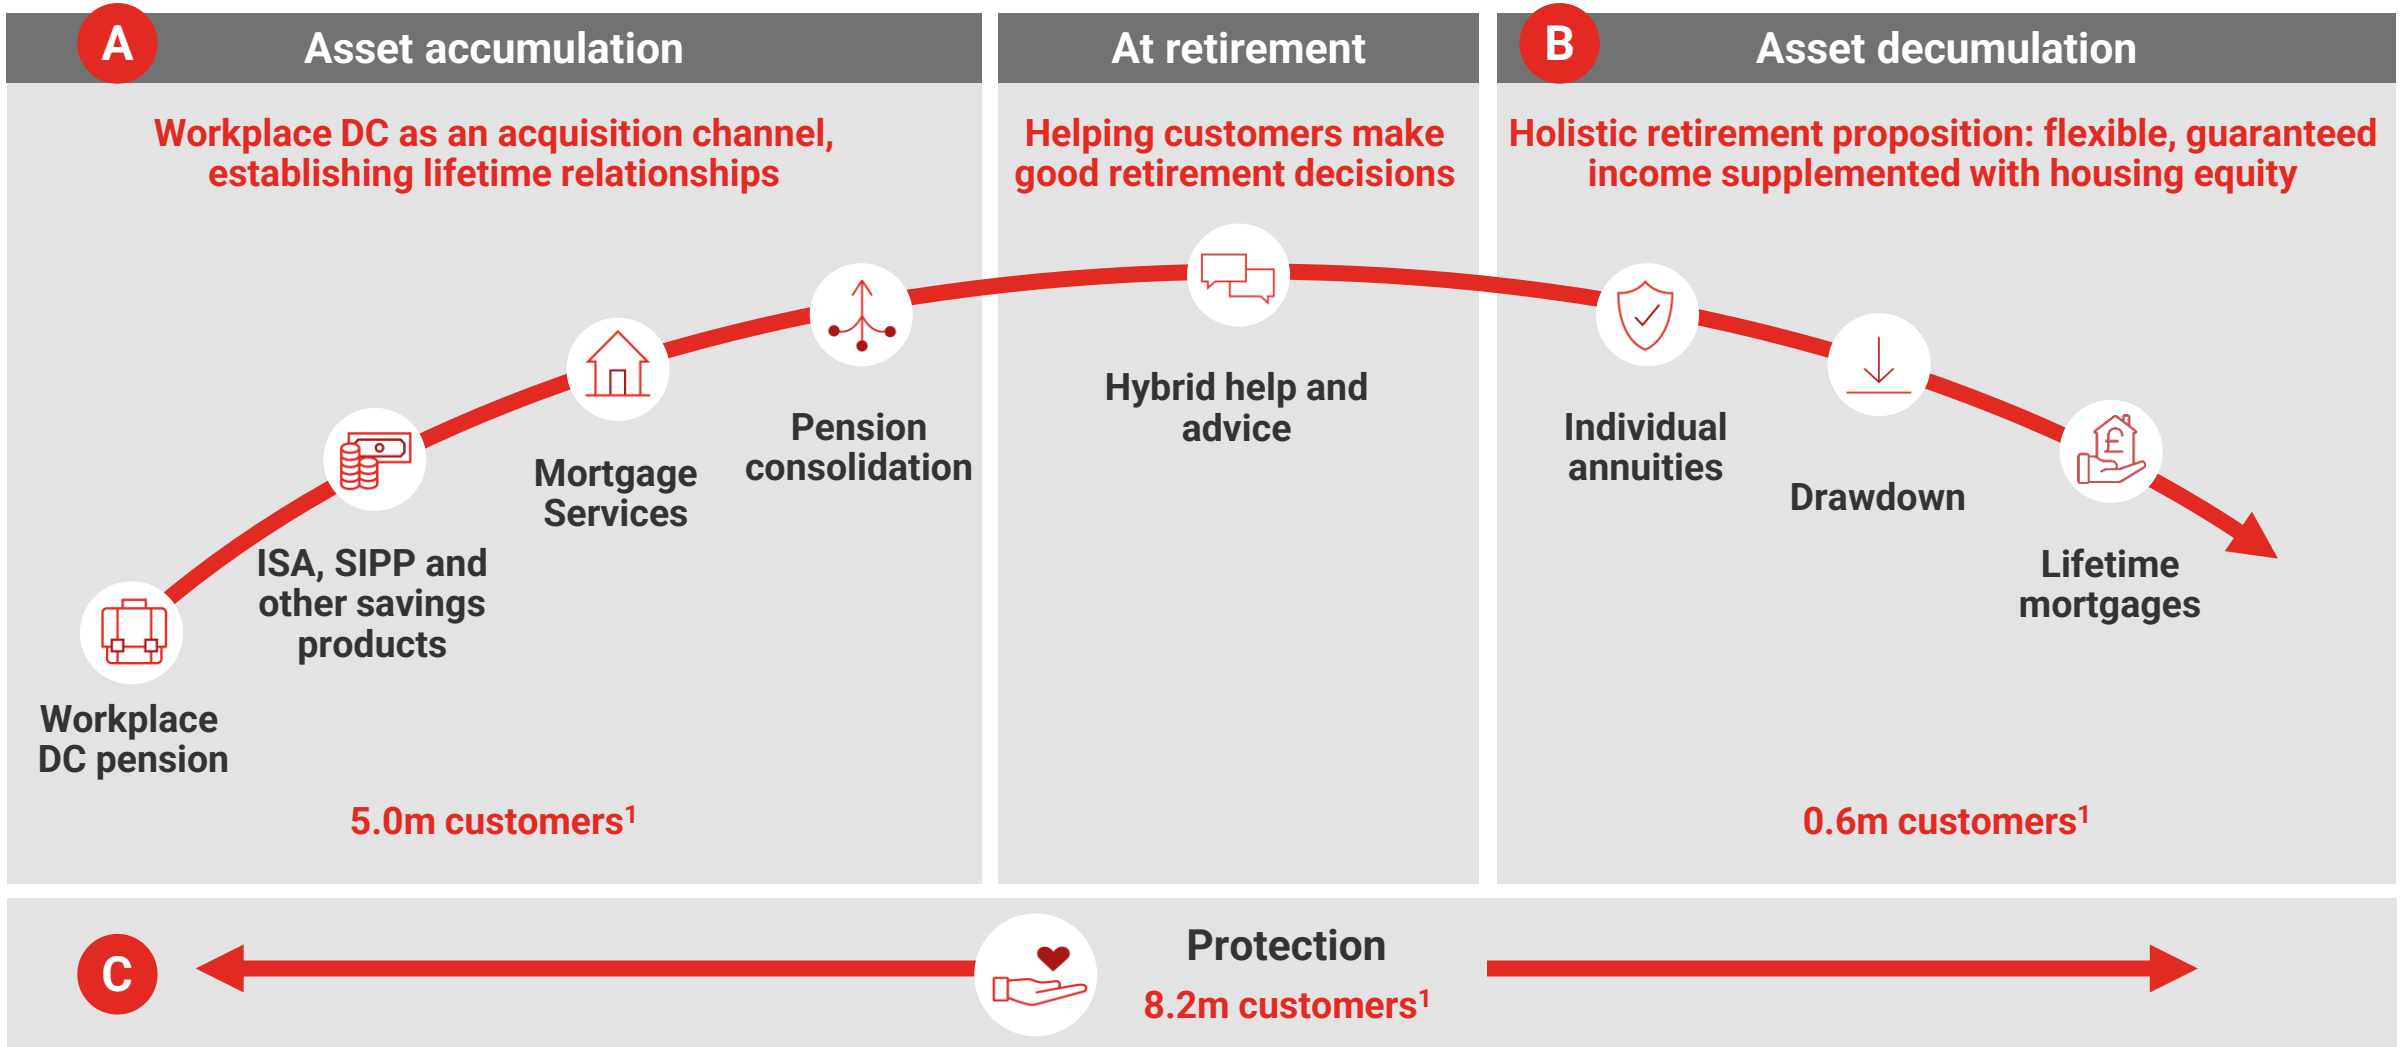 A
Asset accumulation
Workplace DC as an acquisition channel,
establishing lifetime relationships
Workplace
DC pension
ISA, SIPP and
other savings
products
Mortgage
Services
Pension
consolidation
5.0m customers¹
At retirement
Helping customers make
good retirement decisions
Hybrid help and
advice
B
Asset decumulation
Holistic retirement proposition: flexible, guaranteed
income supplemented with housing equity
Individual
annuities
Drawdown
£
Lifetime
mortgages
0.6m customers¹
C
Protection
8.2m customers¹